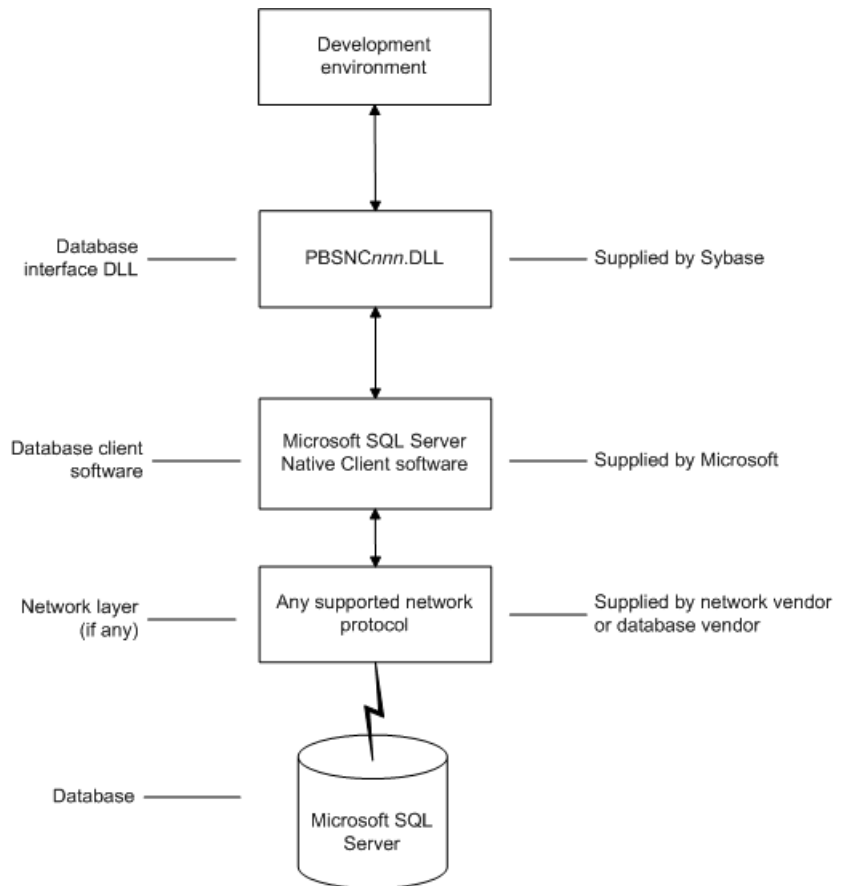 Development
environment
Database
interface DLL
PBSNCnnn.DLL
Supplied by Sybase
Database client
software
Microsoft SQL Server
Native Client software
Supplied by Microsoft
Network layer
(if any)
Any supported network
protocol
Supplied by network vendor
or database vendor
Database
Microsoft SQL
Server